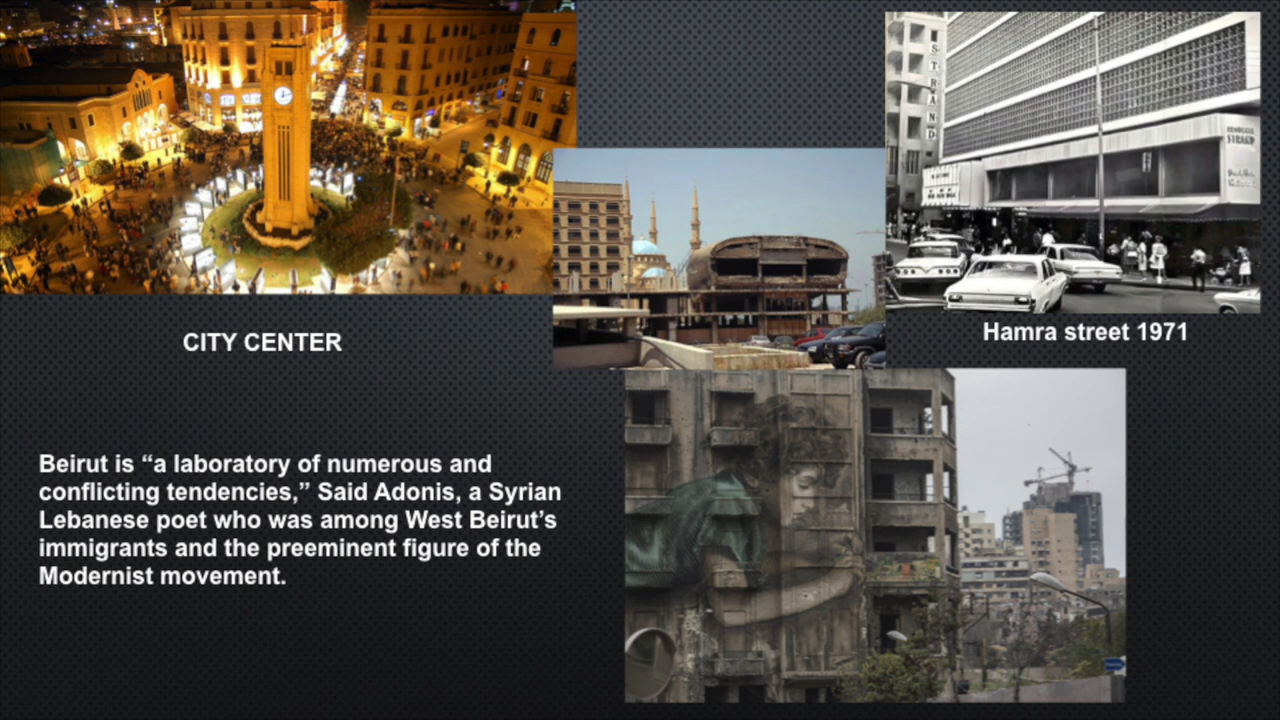 STRAND
STRAND
CITY CENTER
Hamra street 1971
Beirut is “a laboratory of numerous and
conflicting tendencies,” Said Adonis, a Syrian
Lebanese poet who was among West Beirut’s
immigrants and the preeminent figure of the
Modernist movement.